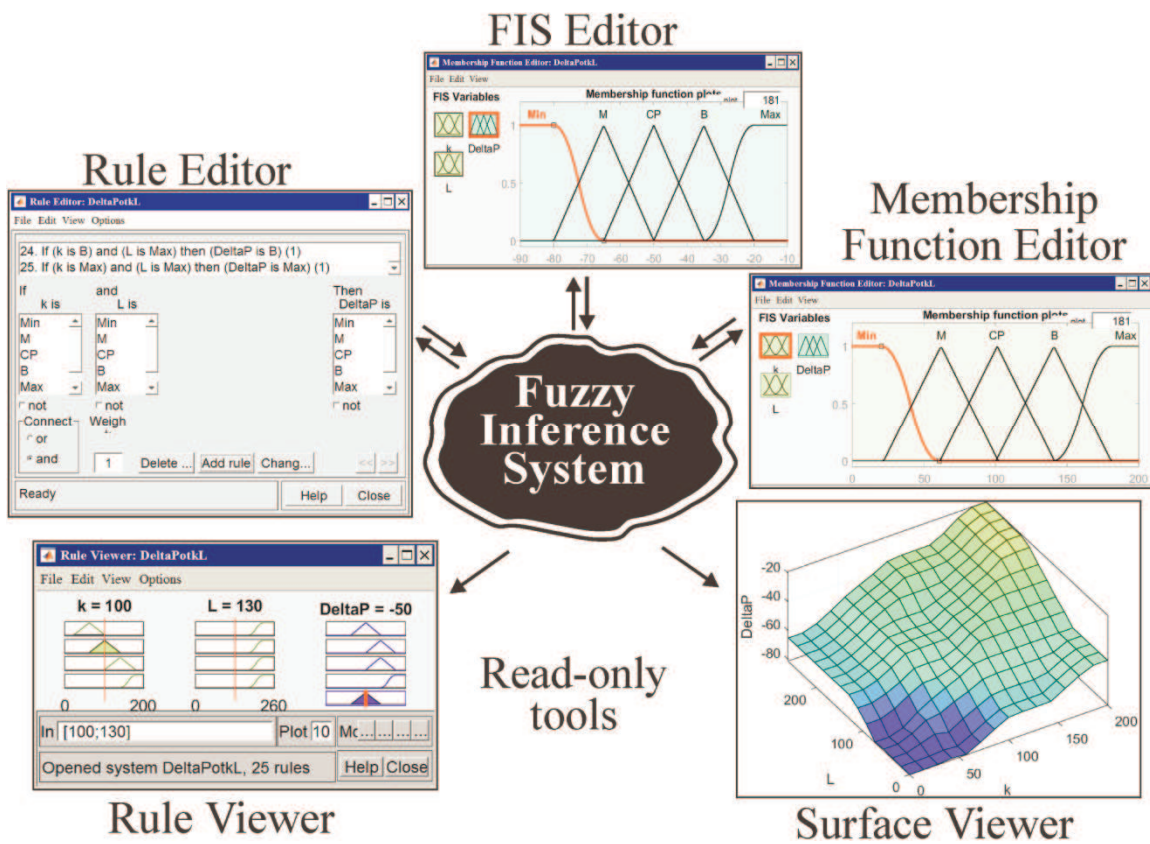 FIS Editor
Membership Function Editor: DeltaPotkL
File Edit View
FIS Variables
Membership function plots
181
k
DeltaP
L
Min
M
CP
B
Max
1
0.5
0
-90 -80 -70 -60 -50 -40 -30 -20 -10
Rule Editor
Rule Editor: DeltaPotkL
File Edit View Options
24. If (k is B) and (L is Max) then (DeltaP is B) (1)
25. If (k is Max) and (L is Max) then (DeltaP is Max) (1)
If and Then
k is L is DeltaP is
Min Min Min
M M M
CP CP CP
B B B
Max Max Max
not not not
Connect Weigh
or
and 1 Delete ... Add rule Chang... << >>
Ready Help Close
Membership
Function Editor
Membership Function Editor: DeltaPotkL
File Edit View
FIS Variables
Membership function plots
181
k
DeltaP
L
Min
M
CP
B
Max
1
0.5
0
0 50 100 150 200
Fuzzy
Inference
System
Rule Viewer: DeltaPotkL
File Edit View Options
k = 100 L = 130 DeltaP = -50
0 200 0 260
In [100;130] Plot 10 Mc ... ... ... ...
Opened system DeltaPotkL, 25 rules Help Close
Rule Viewer
Read-only
tools
DeltaP
-20
-40
-60
-80
200
100
0
L
0
50
100
150
200
k
Surface Viewer